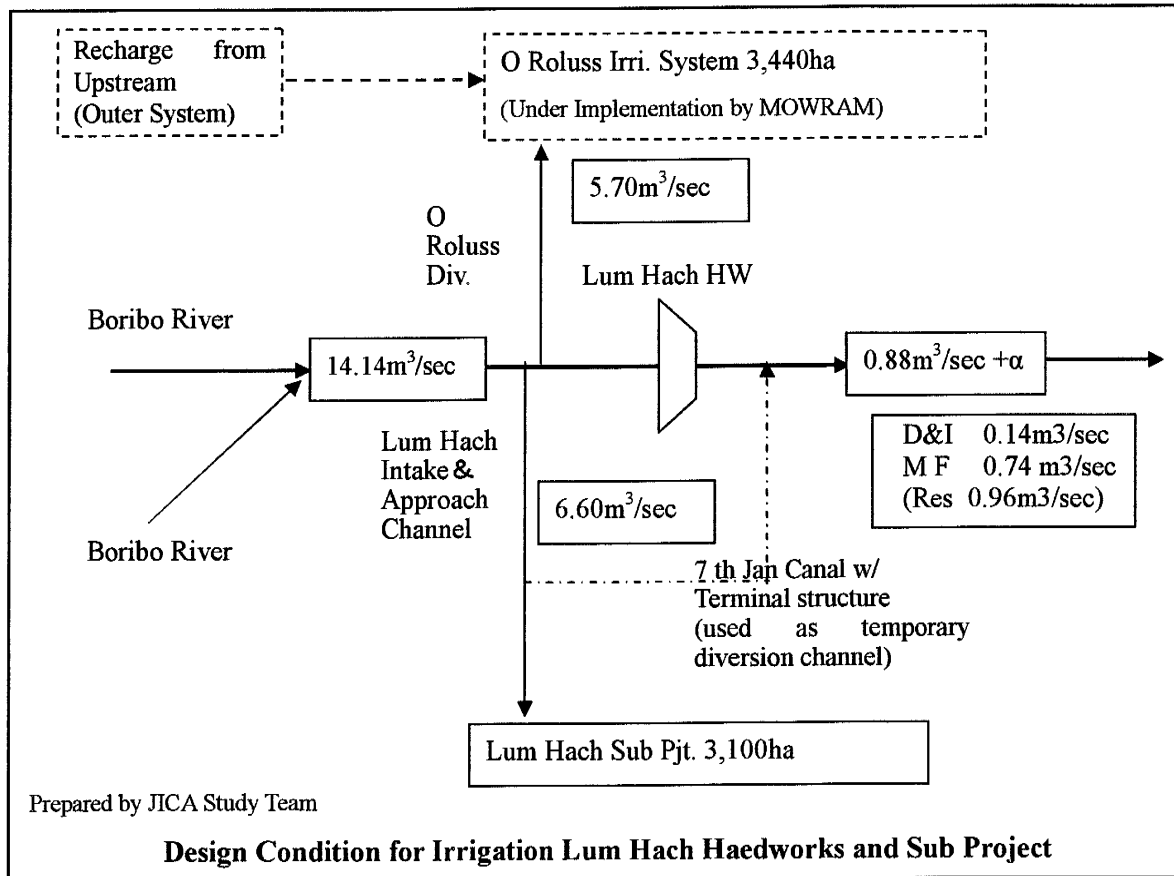 Recharge from
Upstream
(Outer System)
O Roluss Irri. System 3,440ha
(Under Implementation by MOWRAM)
5.70m³/sec
O
Roluss
Div.
Lum Hach HW
Boribo River
14.14m³/sec
0.88m³/sec +α
Lum Hach
Intake &
Approach
Channel
D&I 0.14m3/sec
M F 0.74 m3/sec
(Res 0.96m3/sec)
6.60m³/sec
Boribo River
7 th Jan Canal w/
Terminal structure
(used as temporary
diversion channel)
Lum Hach Sub Pjt. 3,100ha
Prepared by JICA Study Team
Design Condition for Irrigation Lum Hach Haedworks and Sub Project